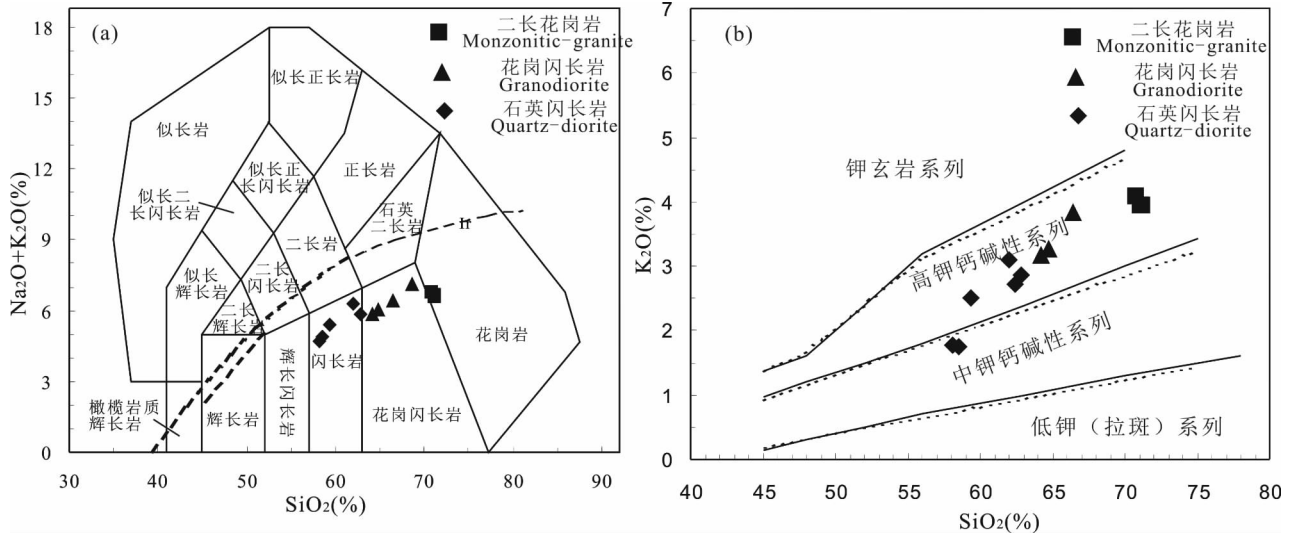 (a)
Na₂O+K₂O(%)
18
15
12
9
6
3
0
30
40
50
60
70
80
90
SiO₂(%)
二长花岗岩
Monzonitic-granite
花岗闪长岩
Granodiorite
石英闪长岩
Quartz-diorite
似长正长岩
似长岩
似长正
长闪长岩
正长岩
似长二
长闪长岩
石英
二长岩
Ir
二长岩
似长
辉长岩
二长
闪长岩
二长
辉长岩
花岗岩
闪长岩
橄榄岩质
辉长岩
辉长岩
辉长闪长岩
花岗闪长岩
(b)
K₂O(%)
7
6
5
4
3
2
1
0
40
45
50
55
60
65
70
75
80
SiO₂(%)
二长花岗岩
Monzonitic-granite
花岗闪长岩
Granodiorite
石英闪长岩
Quartz-diorite
钾玄岩系列
高钾钙碱性系列
中钾钙碱性系列
低钾（拉斑）系列